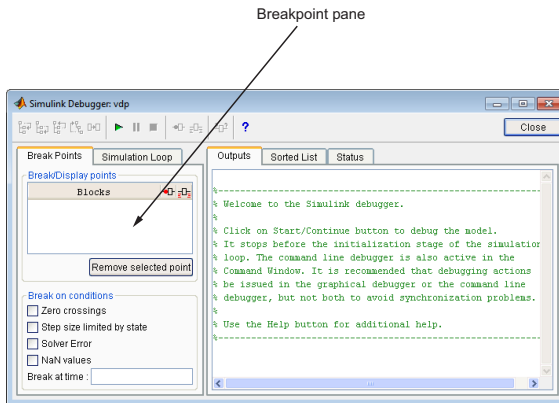 Breakpoint pane
Simulink Debugger: vdp
Close
Break Points Simulation Loop
Outputs Sorted List Status
Break/Display points
Blocks
Remove selected point
Break on conditions
Zero crossings
Step size limited by state
Solver Error
NaN values
Break at time :
%----------------------------------------------------------------
% Welcome to the Simulink debugger.
%
% Click on Start/Continue button to debug the model.
% It stops before the initialization stage of the simulation
% loop. The command line debugger is also active in the
% Command Window. It is recommended that debugging actions
% be issued in the graphical debugger or the command line
% debugger, but not both to avoid synchronization problems.
%
% Use the Help button for additional help.
%----------------------------------------------------------------